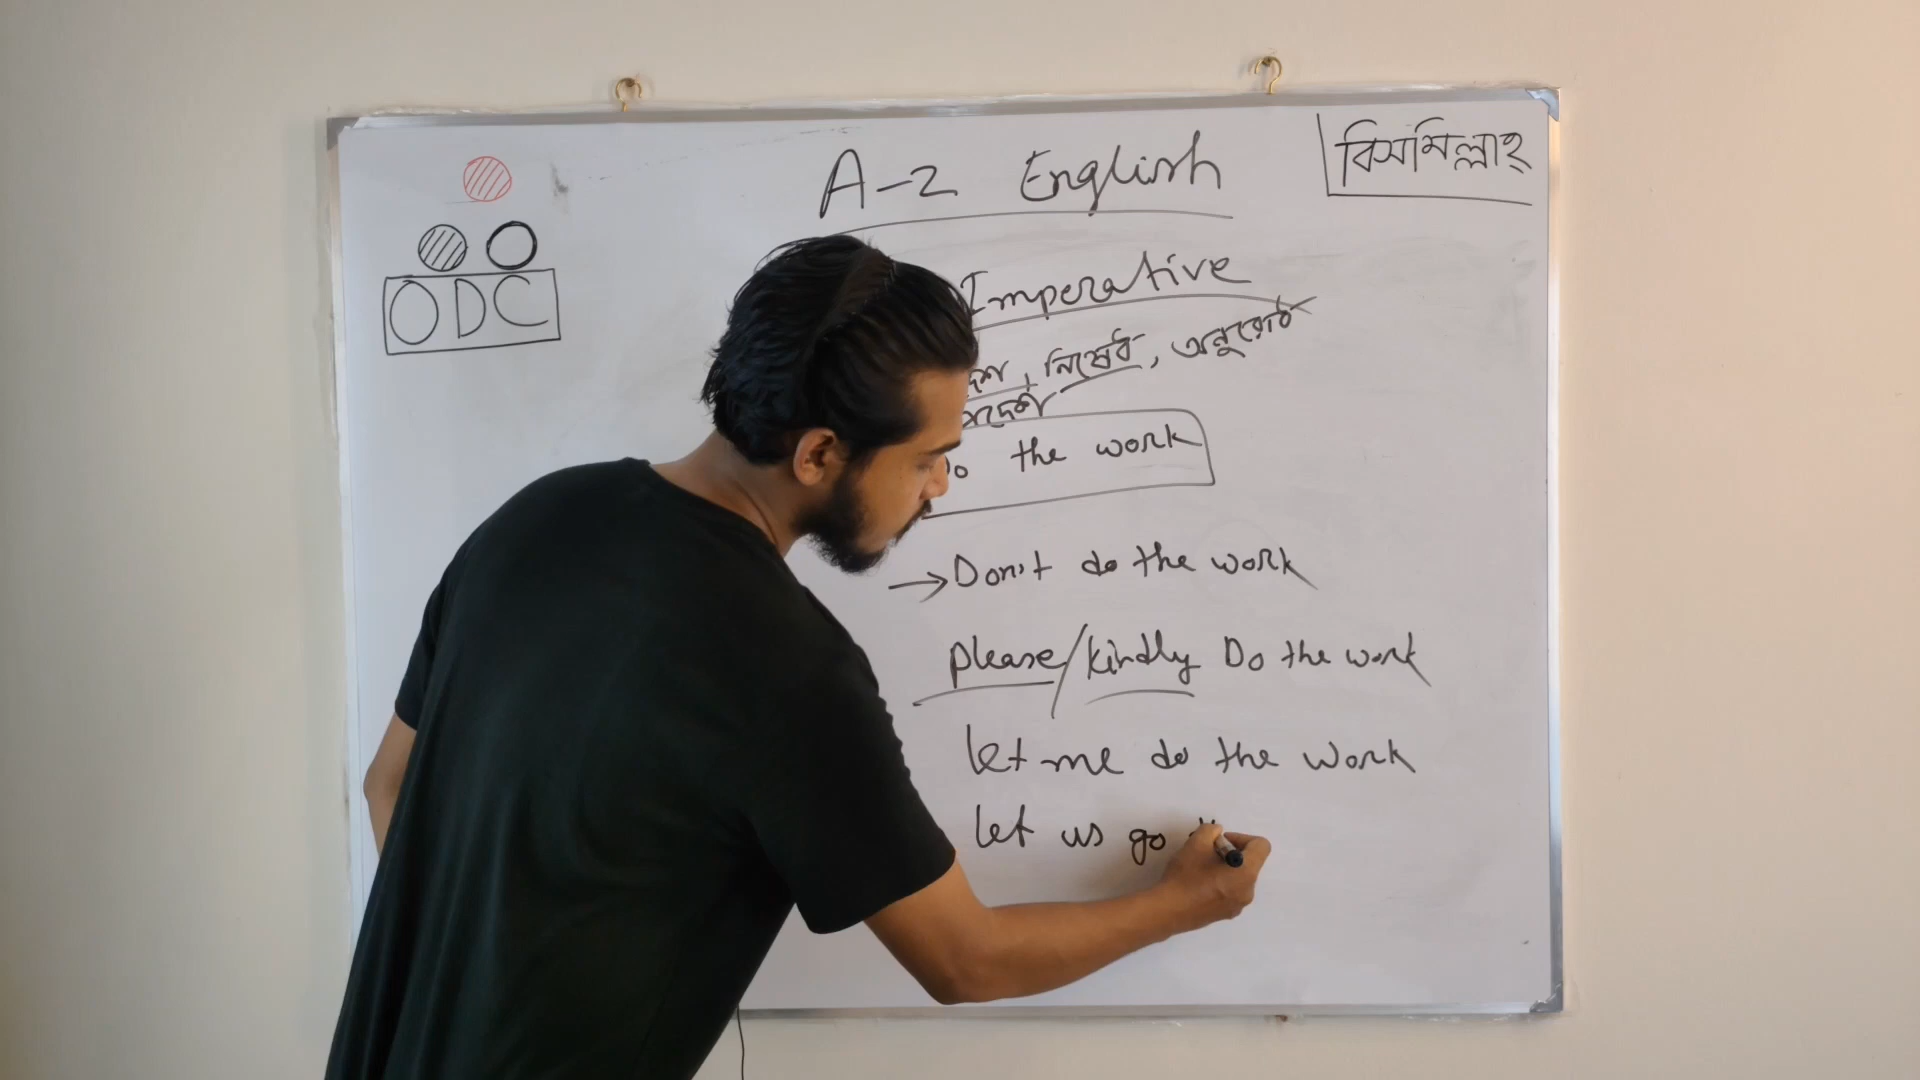 A-Z English
বিসমিল্লাহ্
ODC
Imperative
নিষেধ, অনুরোধ
the work
Don't do the work
please/kindly Do the work
let me do the work
let us go